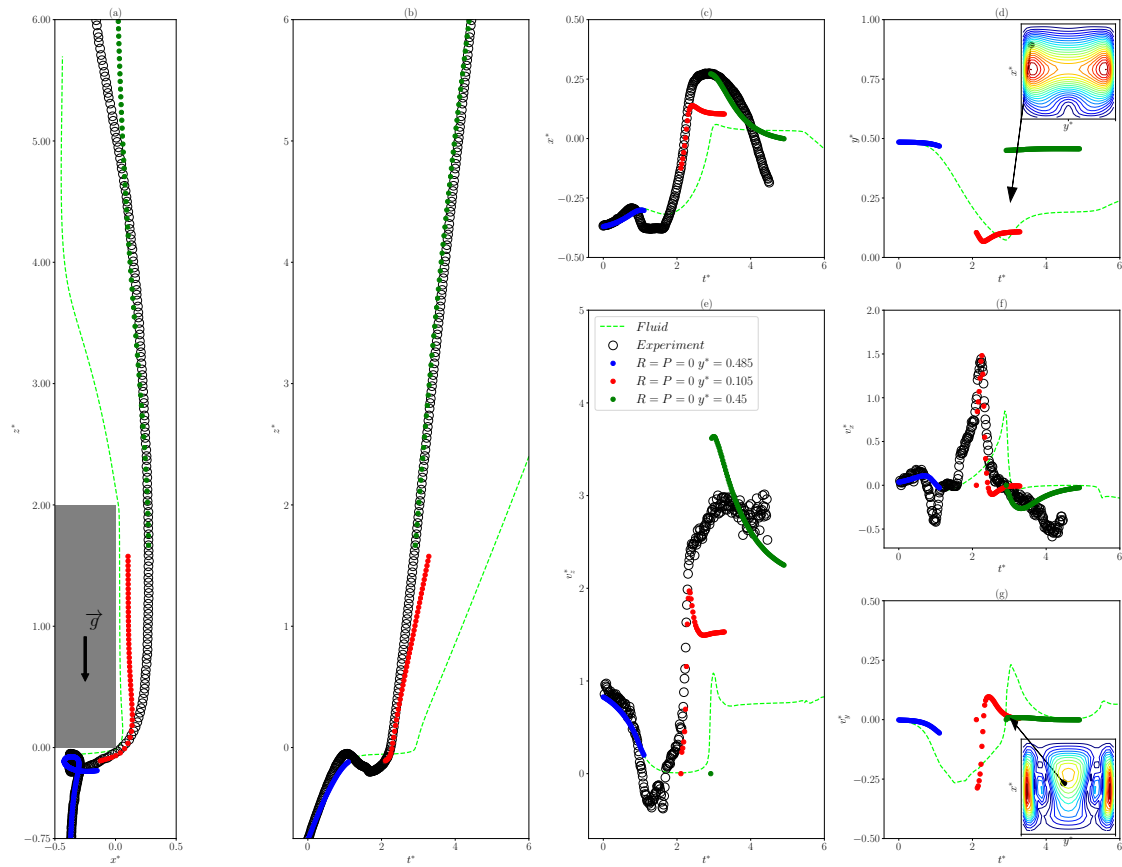 (a)
6.00
5.00
4.00
3.00
2.00
1.00
0.00
−0.75
−0.5
0.0
0.5
z*
x*
g
(b)
6
5
4
3
2
1
0
0
2
4
6
z*
t*
(c)
0.50
0.25
0.00
−0.25
−0.50
0
2
4
6
x*
t*
(d)
1.00
0.75
0.50
0.25
0.00
0
2
4
6
y*
t*
x*
y*
(e)
5
4
3
2
1
0
0
2
4
6
v*z
t*
Fluid
Experiment
R = P = 0 y* = 0.485
R = P = 0 y* = 0.105
R = P = 0 y* = 0.45
(f)
2.0
1.5
1.0
0.5
0.0
−0.5
0
2
4
6
v*x
t*
(g)
0.50
0.25
0.00
−0.25
−0.50
0
2
4
6
v*y
t*
x*
y*